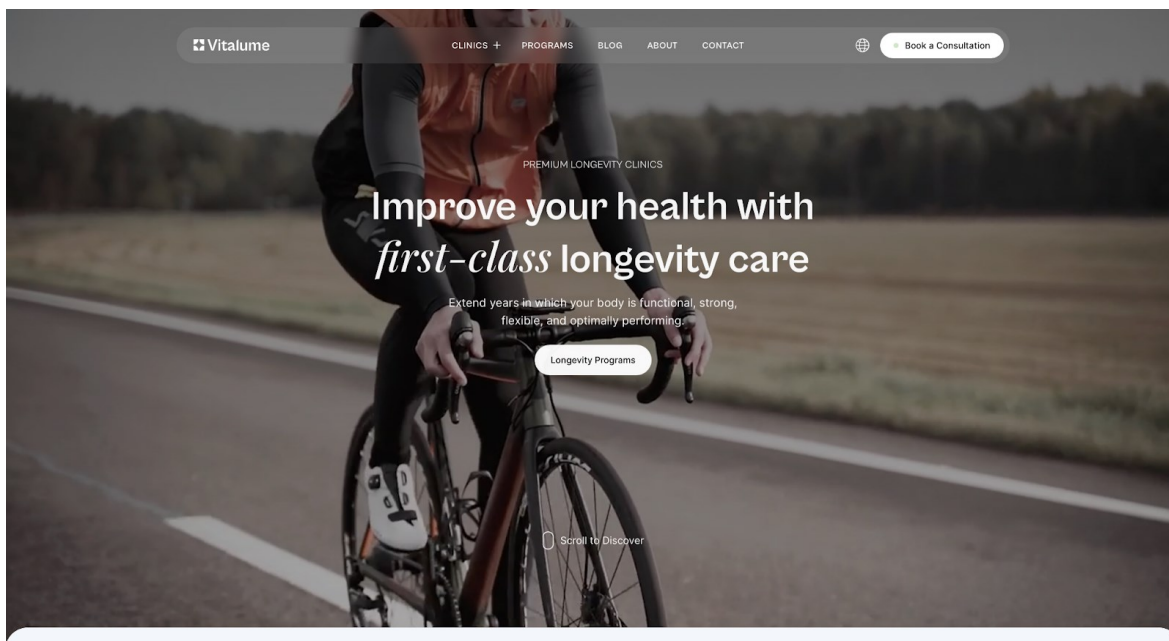 Vitalume
CLINICS +
PROGRAMS
BLOG
ABOUT
CONTACT
Book a Consultation
PREMIUM LONGEVITY CLINICS
Improve your health with
first-class longevity care
Extend years in which your body is functional, strong,
flexible, and optimally performing.
Longevity Programs
Scroll to Discover